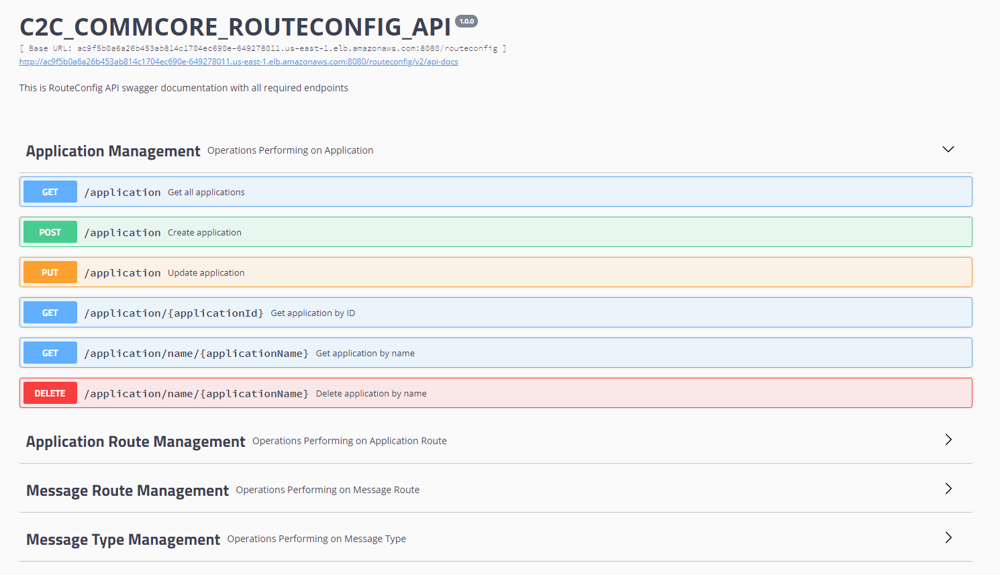 C2C_COMMCORE_ROUTECONFIG_API 1.0.0
[ Base URL: ac9f5b0a6a26b453ab814c1704ec690e-649278011.us-east-1.elb.amazonaws.com:8080/routeconfig ]
http://ac9f5b0a6a26b453ab814c1704ec690e-649278011.us-east-1.elb.amazonaws.com:8080/routeconfig/v2/api-docs
This is RouteConfig API swagger documentation with all required endpoints
Application Management Operations Performing on Application
GET /application Get all applications
POST /application Create application
PUT /application Update application
GET /application/{applicationId} Get application by ID
GET /application/name/{applicationName} Get application by name
DELETE /application/name/{applicationName} Delete application by name
Application Route Management Operations Performing on Application Route
Message Route Management Operations Performing on Message Route
Message Type Management Operations Performing on Message Type